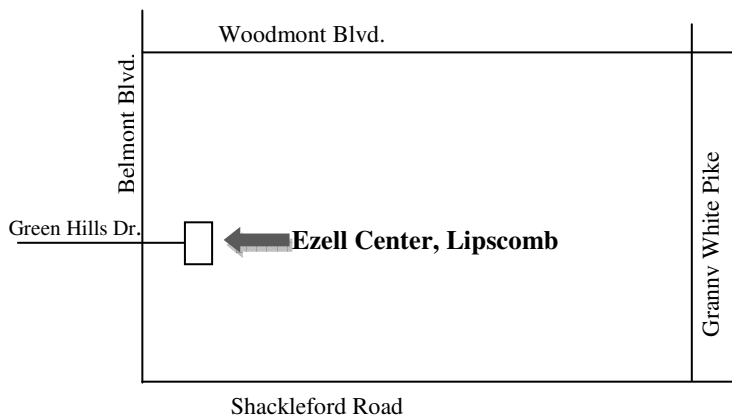 Woodmont Blvd.
Belmont Blvd.
Green Hills Dr.
Ezell Center, Lipscomb
Granny White Pike
Shackleford Road